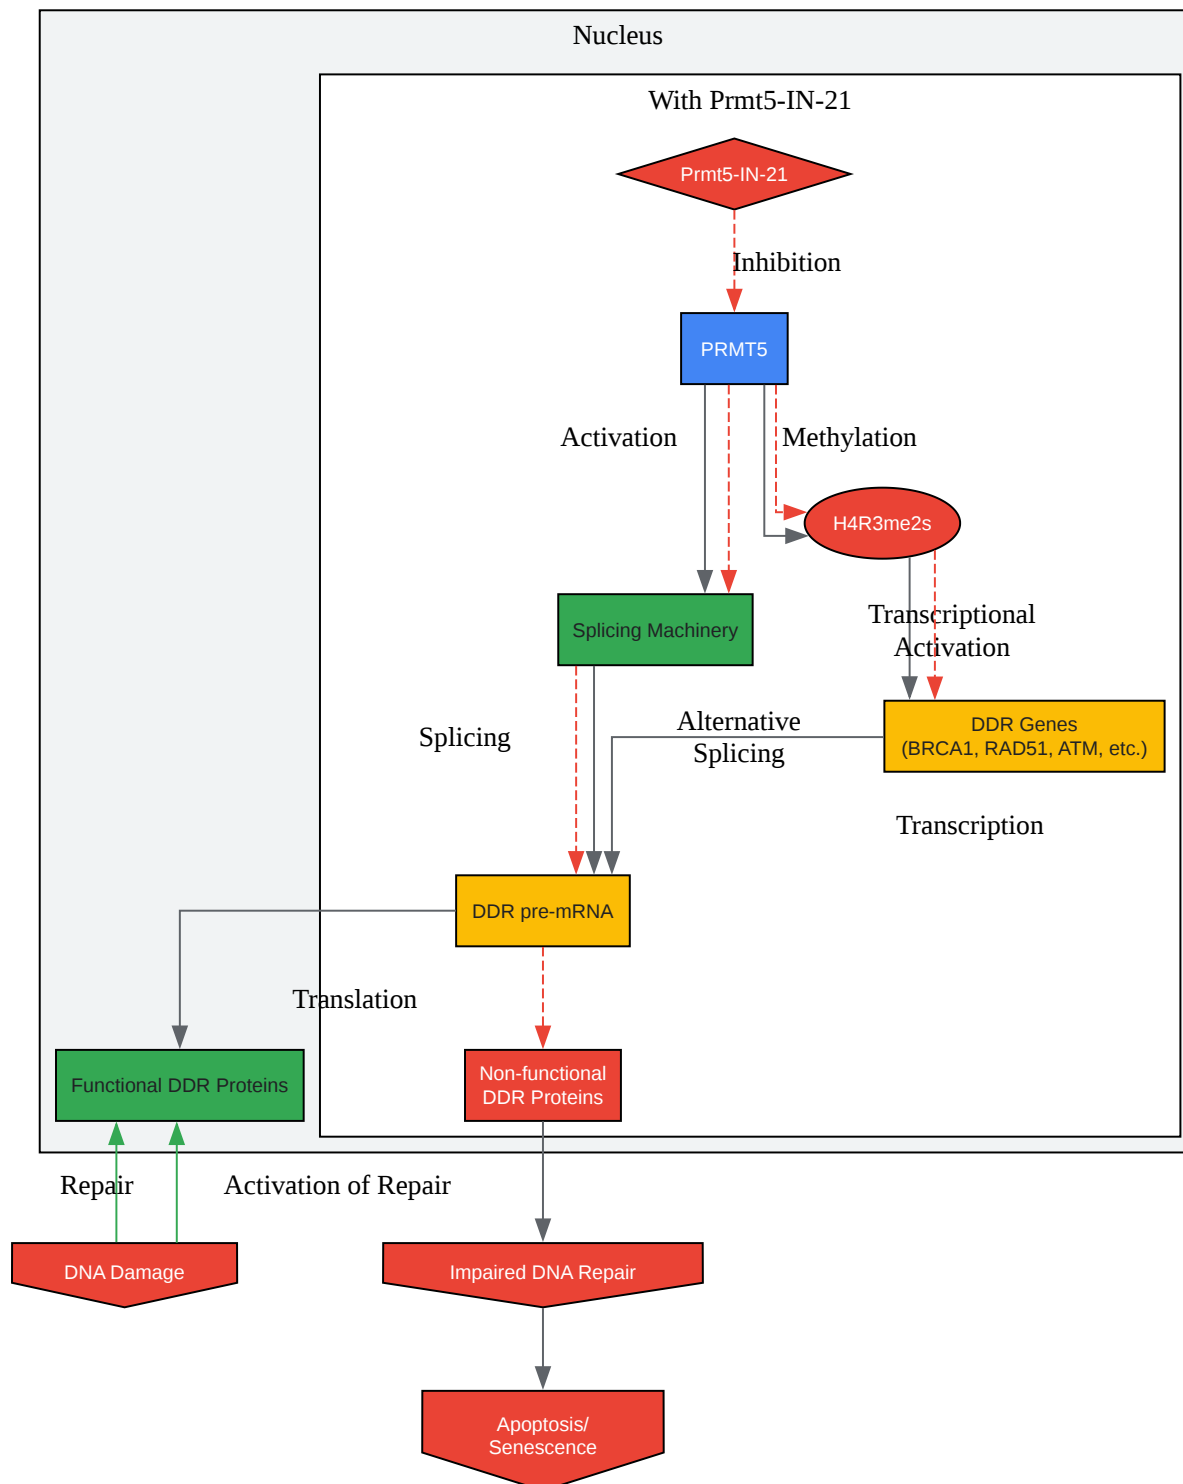 Nucleus
With Prmt5-IN-21
Prmt5-IN-21
Inhibition
PRMT5
Activation
Methylation
H4R3me2s
Transcriptional
Activation
Splicing Machinery
Splicing
Alternative
Splicing
DDR Genes
(BRCA1, RAD51, ATM, etc.)
Transcription
DDR pre-mRNA
Translation
Functional DDR Proteins
Non-functional
DDR Proteins
Repair
Activation of Repair
DNA Damage
Impaired DNA Repair
Apoptosis/
Senescence